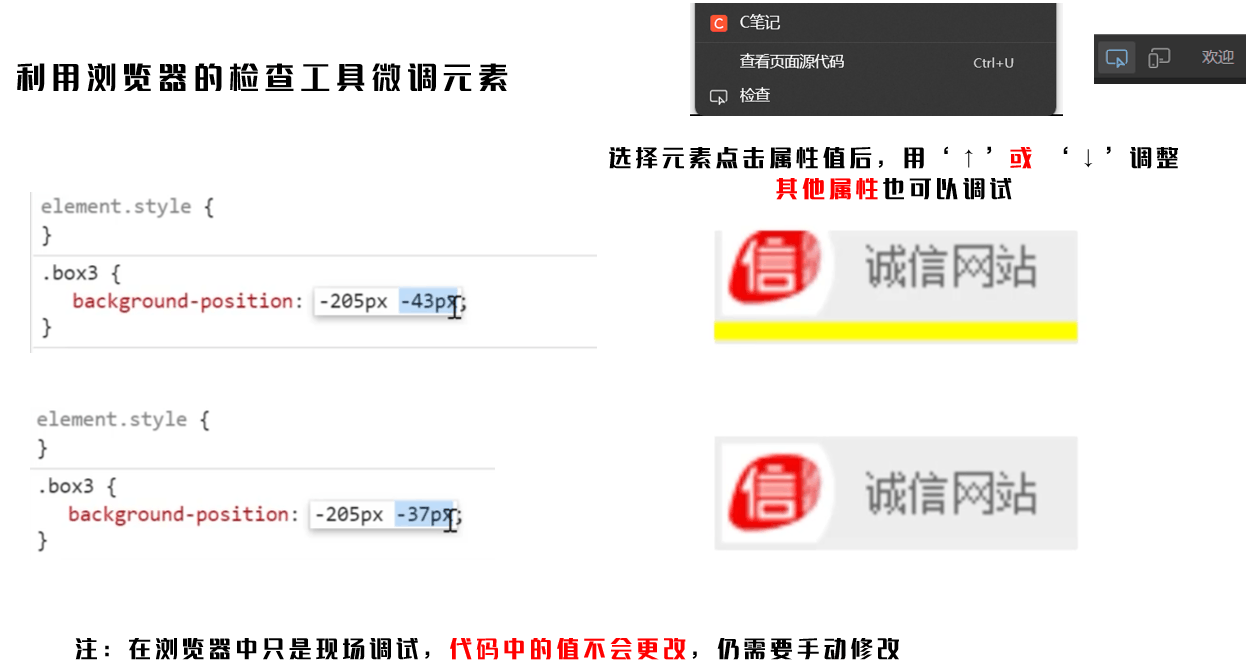 C C笔记
查看页面源代码 Ctrl+U
检查
欢迎
利用浏览器的检查工具微调元素
选择元素点击属性值后，用‘↑’或 ‘↓’调整
其他属性也可以调试
element.style {
}
.box3 {
background-position: -205px -43px;
}
信 诚信网站
element.style {
}
.box3 {
background-position: -205px -37px;
}
信 诚信网站
注：在浏览器中只是现场调试，代码中的值不会更改，仍需要手动修改